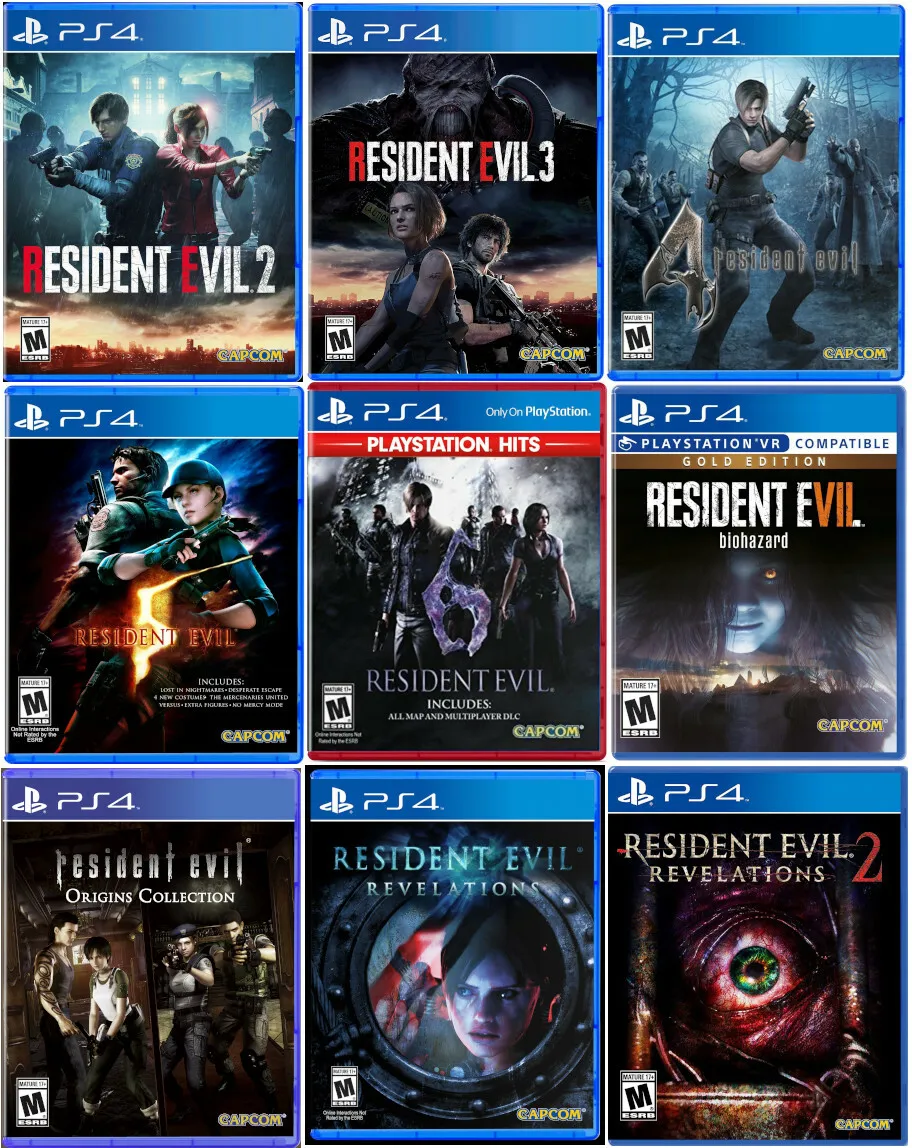 PS4
RESIDENT EVIL 2
MATURE 17+
M
ESRB
CAPCOM
PS4
RESIDENT EVIL 3
MATURE 17+
M
ESRB
CAPCOM
PS4
4 resident evil
MATURE 17+
M
ESRB
CAPCOM
PS4
5
RESIDENT EVIL
INCLUDES:
LOST IN NIGHTMARES • DESPERATE ESCAPE
4 NEW COSTUMES • THE MERCENARIES UNITED
VERSUS • EXTRA FIGURES • NO MERCY MODE
MATURE 17+
M
ESRB
Online Interactions
Not Rated by the
ESRB
CAPCOM
PS4 Only On PlayStation.
PLAYSTATION HITS
6
RESIDENT EVIL
INCLUDES:
ALL MAP AND MULTIPLAYER DLC
MATURE 17+
M
ESRB
Online Interactions Not
Rated by the ESRB
CAPCOM
PS4
PLAYSTATION®VR COMPATIBLE
GOLD EDITION
RESIDENT EVIL
biohazard
MATURE 17+
M
ESRB
CAPCOM
PS4
resident evil®
ORIGINS COLLECTION
MATURE 17+
M
ESRB
CAPCOM
PS4
RESIDENT EVIL®
REVELATIONS
MATURE 17+
M
ESRB
Online Interactions Not
Rated by the ESRB
CAPCOM
PS4
RESIDENT EVIL. 2
REVELATIONS
MATURE 17+
M
ESRB
CAPCOM